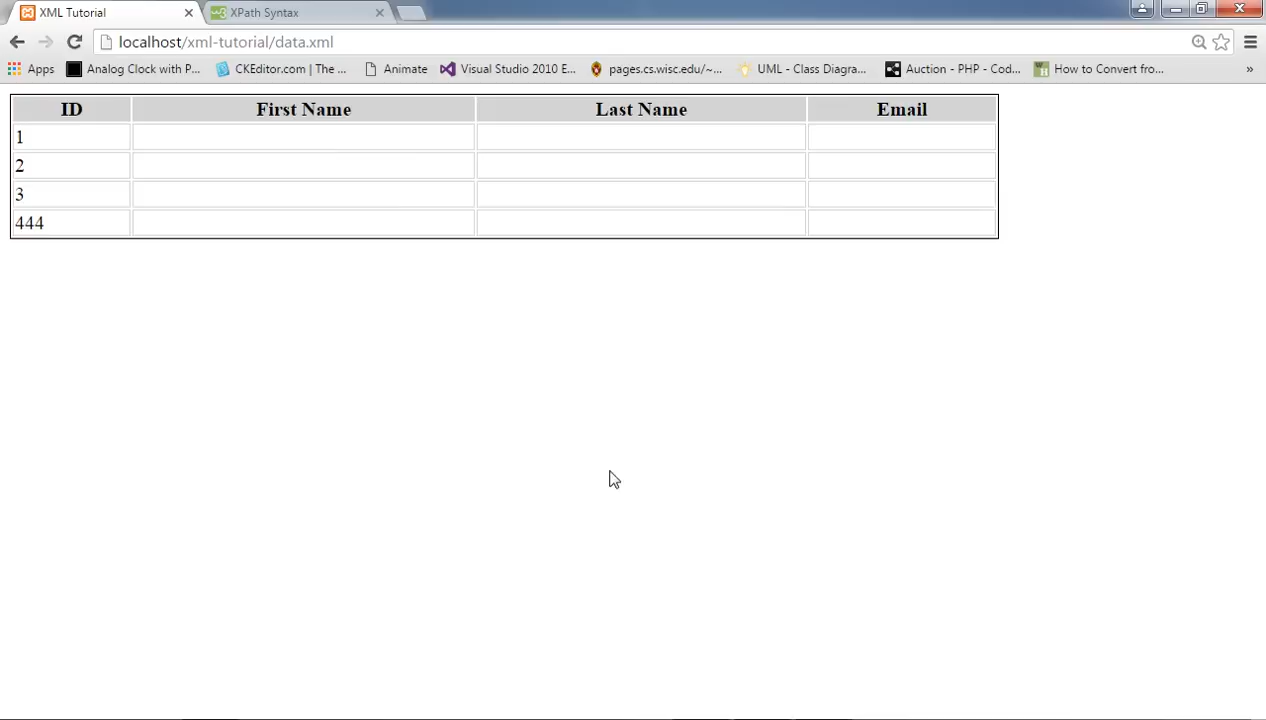 XML Tutorial
XPath Syntax
localhost/xml-tutorial/data.xml
Apps
Analog Clock with P...
CKEditor.com | The ...
Animate
Visual Studio 2010 E...
pages.cs.wisc.edu/~...
UML - Class Diagra...
Auction - PHP - Cod...
How to Convert fro...
»
ID First Name Last Name Email
1
2
3
444